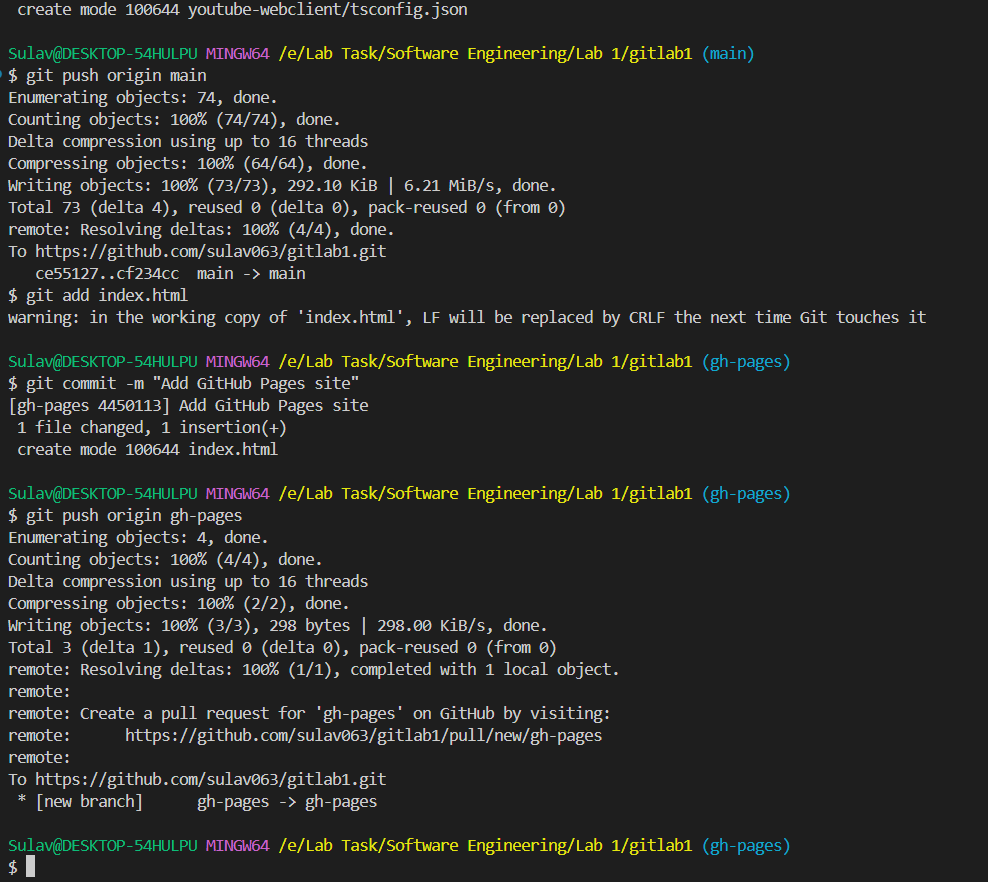 create mode 100644 youtube-webclient/tsconfig.json
Sulav@DESKTOP-54HULPU MINGW64 /e/Lab Task/Software Engineering/Lab 1/gitlab1 (main)
$ git push origin main
Enumerating objects: 74, done.
Counting objects: 100% (74/74), done.
Delta compression using up to 16 threads
Compressing objects: 100% (64/64), done.
Writing objects: 100% (73/73), 292.10 KiB | 6.21 MiB/s, done.
Total 73 (delta 4), reused 0 (delta 0), pack-reused 0 (from 0)
remote: Resolving deltas: 100% (4/4), done.
To https://github.com/sulav063/gitlab1.git
ce55127..cf234cc  main -> main
$ git add index.html
warning: in the working copy of 'index.html', LF will be replaced by CRLF the next time Git touches it
Sulav@DESKTOP-54HULPU MINGW64 /e/Lab Task/Software Engineering/Lab 1/gitlab1 (gh-pages)
$ git commit -m "Add GitHub Pages site"
[gh-pages 4450113] Add GitHub Pages site
1 file changed, 1 insertion(+)
create mode 100644 index.html
Sulav@DESKTOP-54HULPU MINGW64 /e/Lab Task/Software Engineering/Lab 1/gitlab1 (gh-pages)
$ git push origin gh-pages
Enumerating objects: 4, done.
Counting objects: 100% (4/4), done.
Delta compression using up to 16 threads
Compressing objects: 100% (2/2), done.
Writing objects: 100% (3/3), 298 bytes | 298.00 KiB/s, done.
Total 3 (delta 1), reused 0 (delta 0), pack-reused 0 (from 0)
remote: Resolving deltas: 100% (1/1), completed with 1 local object.
remote:
remote: Create a pull request for 'gh-pages' on GitHub by visiting:
remote:      https://github.com/sulav063/gitlab1/pull/new/gh-pages
remote:
To https://github.com/sulav063/gitlab1.git
* [new branch]      gh-pages -> gh-pages
Sulav@DESKTOP-54HULPU MINGW64 /e/Lab Task/Software Engineering/Lab 1/gitlab1 (gh-pages)
$